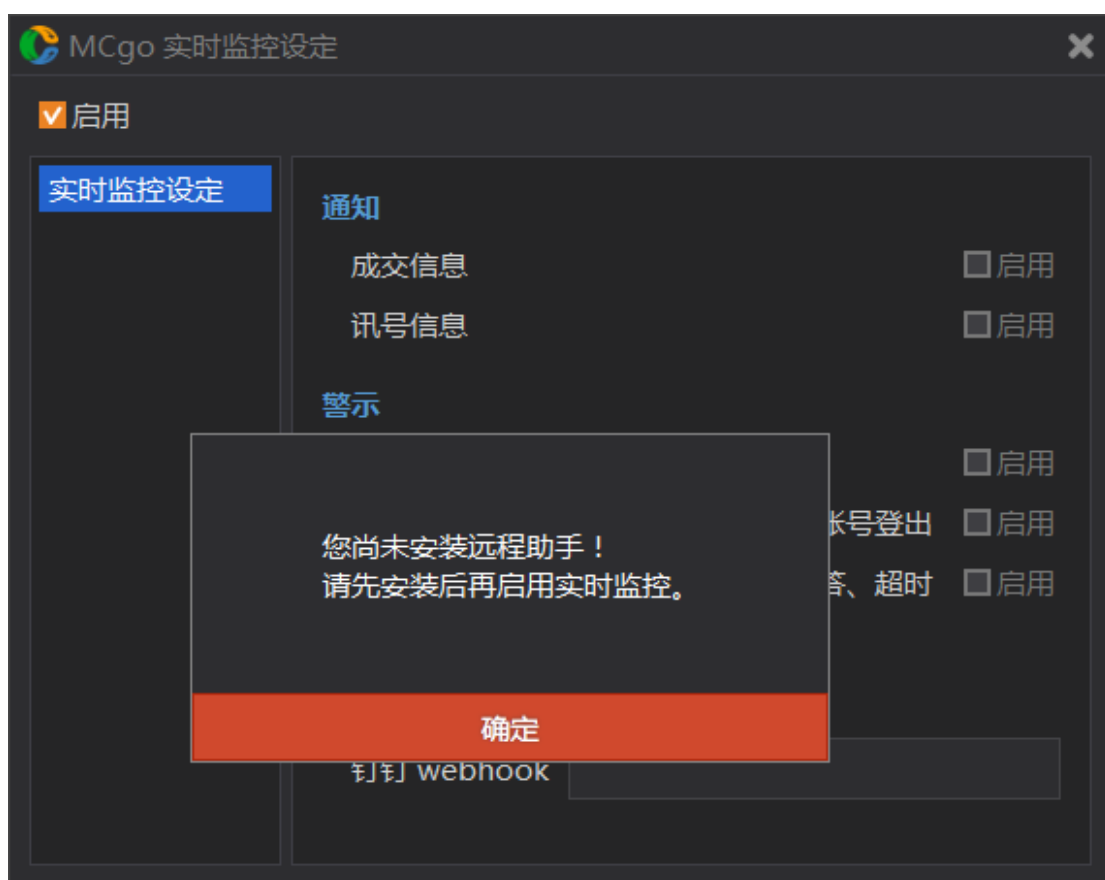 MCgo 实时监控设定
启用
实时监控设定
通知
成交信息 启用
讯号信息 启用
警示
启用
账号登出 启用
答、超时 启用
您尚未安装远程助手！
请先安装后再启用实时监控。
确定
钉钉 webhook